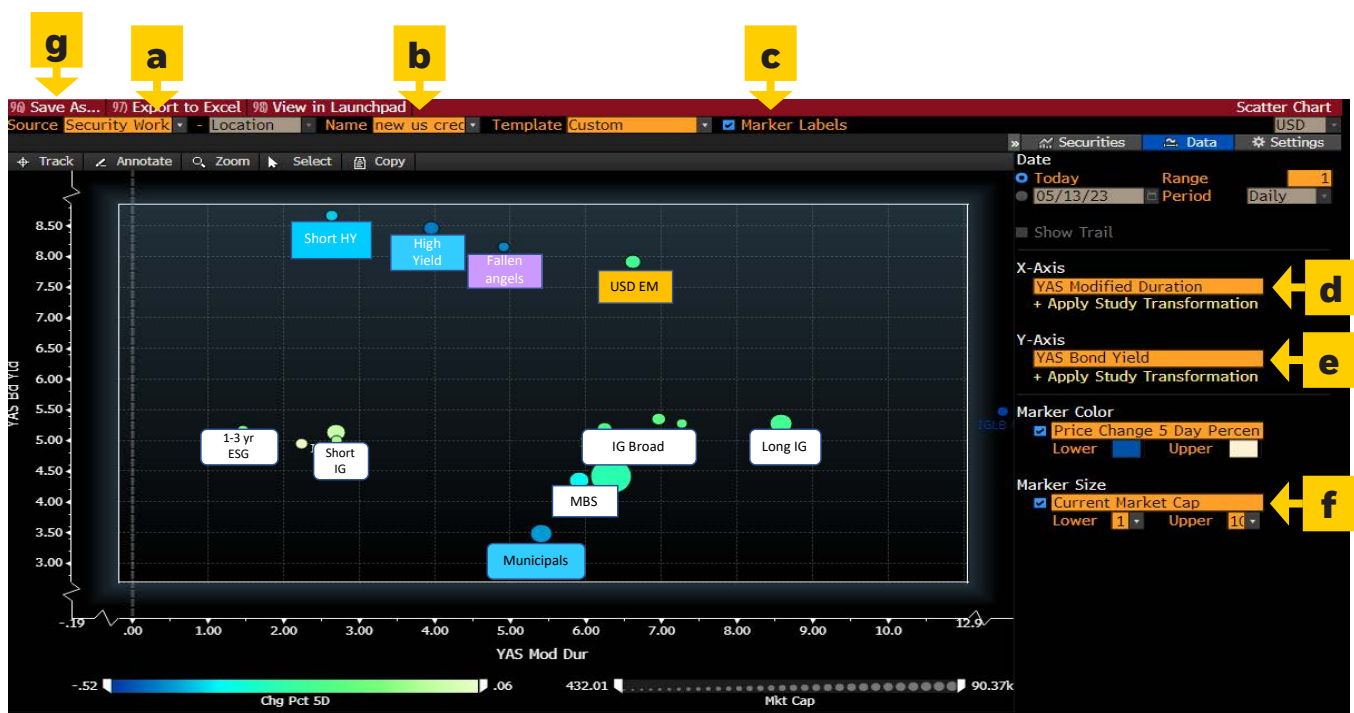 g
a
b
c
96) Save As... 97) Export to Excel 98) View in Launchpad Scatter Chart
Source Security Work - Location Name new us cred Template Custom Marker Labels USD
Track Annotate Zoom Select Copy
» Securities Data Settings
Date
Today Range 1
05/13/23 Period Daily
Show Trail
X-Axis
YAS Modified Duration
+ Apply Study Transformation
d
Y-Axis
YAS Bond Yield
+ Apply Study Transformation
e
Marker Color
Price Change 5 Day Percen
Lower Upper
Marker Size
Current Market Cap
Lower 1 Upper 10
f
YAS Bd Yld
8.50
8.00
7.50
7.00
6.50
6.00
5.50
5.00
4.50
4.00
3.50
3.00
Short HY
High
Yield
Fallen
angels
USD EM
1-3 yr
ESG
Short
IG
IG Broad
Long IG
IGLB
MBS
Municipals
-.19 .00 1.00 2.00 3.00 4.00 5.00 6.00 7.00 8.00 9.00 10.0 12.9
YAS Mod Dur
-.52 .06 432.01 90.37k
Chg Pct 5D Mkt Cap